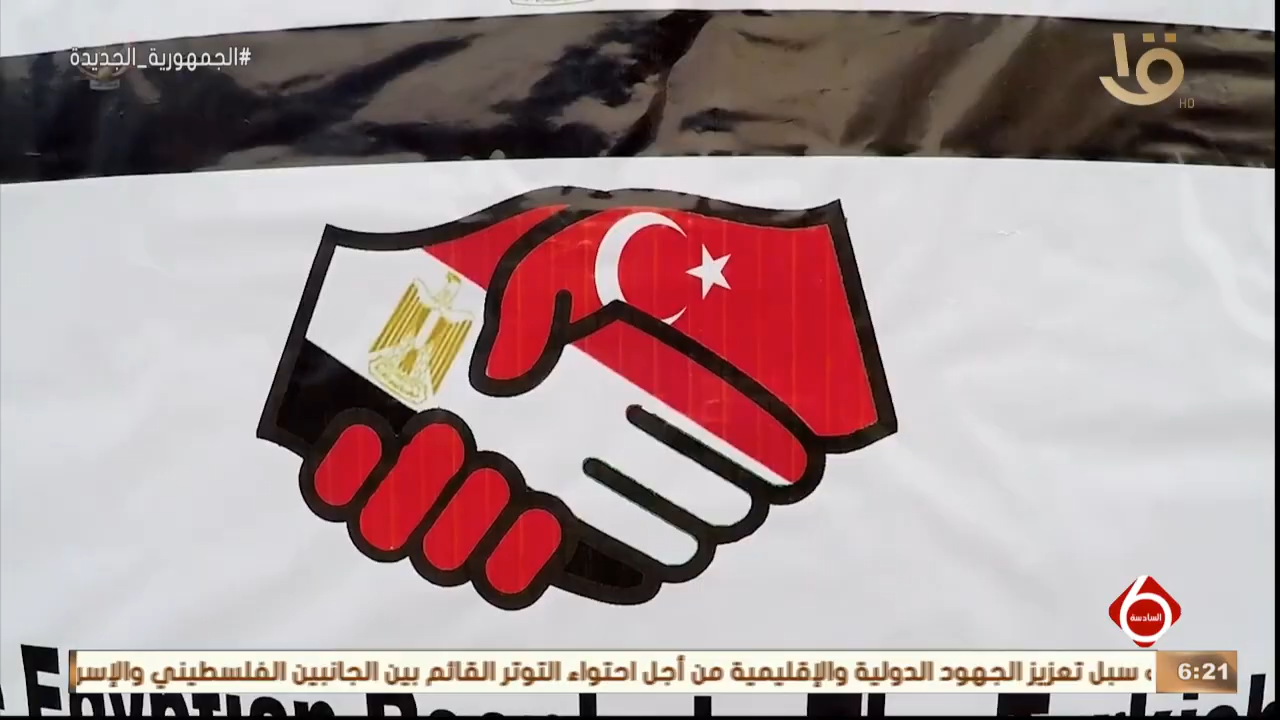 #الجمهورية_الجديدة
HD
السادسة
سبل تعزيز الجهود الدولية والإقليمية من أجل احتواء التوتر القائم بين الجانبين الفلسطيني والإسر
6:21
Egyptian